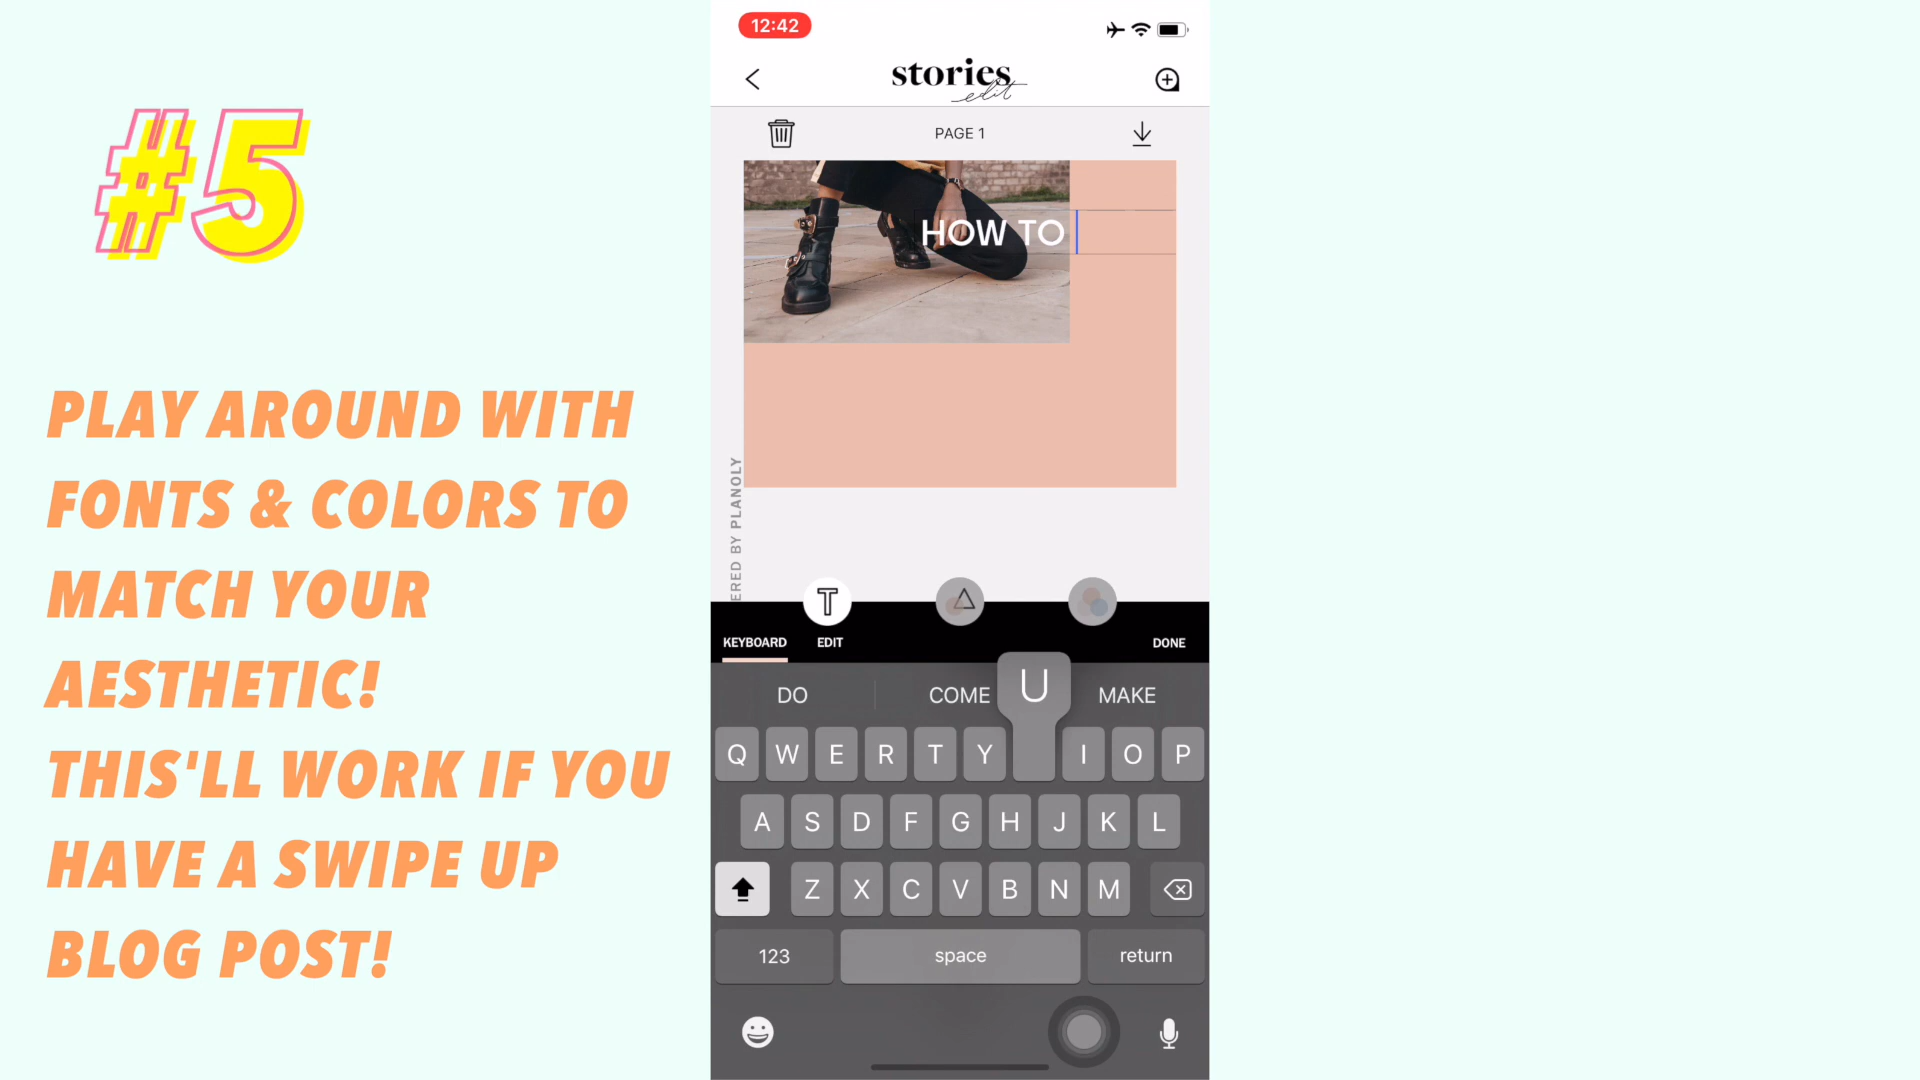 #5
PLAY AROUND WITH
FONTS & COLORS TO
MATCH YOUR
AESTHETIC!
THIS'LL WORK IF YOU
HAVE A SWIPE UP
BLOG POST!
12:42
stories
edit
PAGE 1
HOW TO
ERED BY PLANOLY
T
KEYBOARD EDIT DONE
DO COME MAKE
U
Q W E R T Y I O P
A S D F G H J K L
Z X C V B N M
123 space return